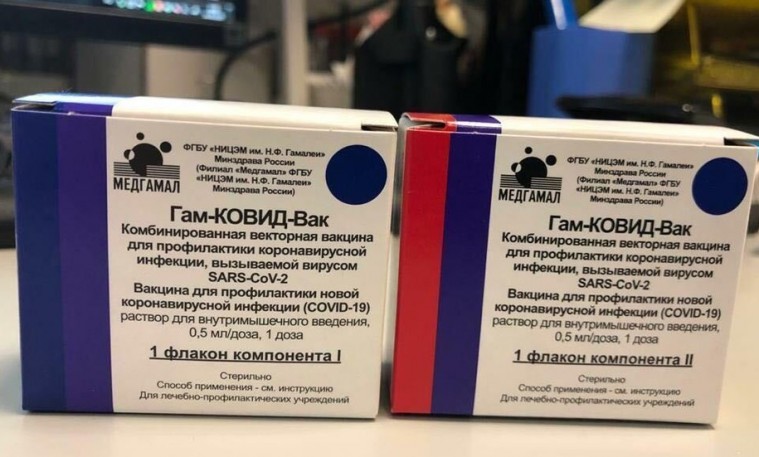 ФГБУ «НИЦЭМ им. Н.Ф. Гамалеи»
Минздрава России
(Филиал «Медгамал» ФГБУ
«НИЦЭМ им. Н.Ф. Гамалеи»
Минздрава России)
МЕДГАМАЛ
Гам-КОВИД-Вак
Комбинированная векторная вакцина
для профилактики коронавирусной
инфекции, вызываемой вирусом
SARS-CoV-2
Вакцина для профилактики новой
коронавирусной инфекции (COVID-19)
раствор для внутримышечного введения,
0,5 мл/доза, 1 доза
1 флакон компонента I
Стерильно
Способ применения - см. инструкцию
Для лечебно-профилактических учреждений
ФГБУ «НИЦЭМ им. Н.Ф. Гамалеи»
Минздрава России
(Филиал «Медгамал» ФГБУ
«НИЦЭМ им. Н.Ф. Гамалеи»
Минздрава России)
МЕДГАМАЛ
Гам-КОВИД-Вак
Комбинированная векторная вакцина
для профилактики коронавирусной
инфекции, вызываемой вирусом
SARS-CoV-2
Вакцина для профилактики новой
коронавирусной инфекции (COVID-19)
раствор для внутримышечного введения,
0,5 мл/доза, 1 доза
1 флакон компонента II
Стерильно
Способ применения - см. инструкцию
Для лечебно-профилактических учреждений